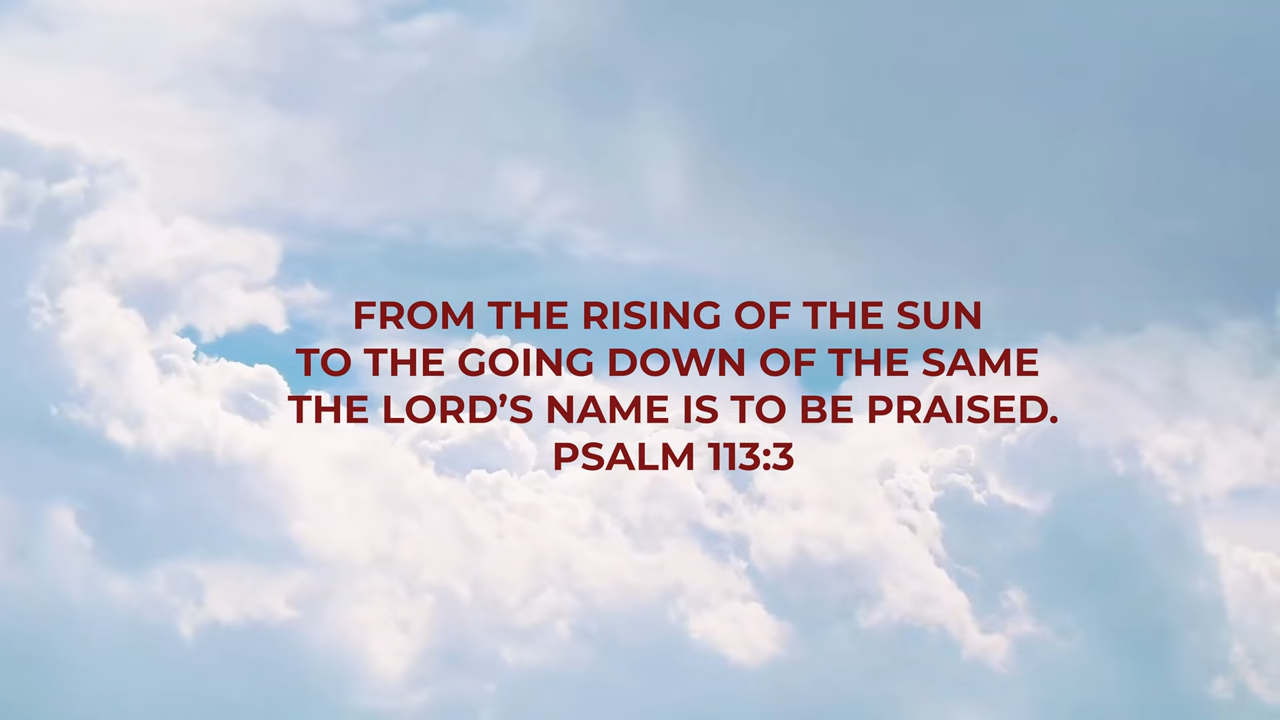 FROM THE RISING OF THE SUN
TO THE GOING DOWN OF THE SAME
THE LORD’S NAME IS TO BE PRAISED.
PSALM 113:3